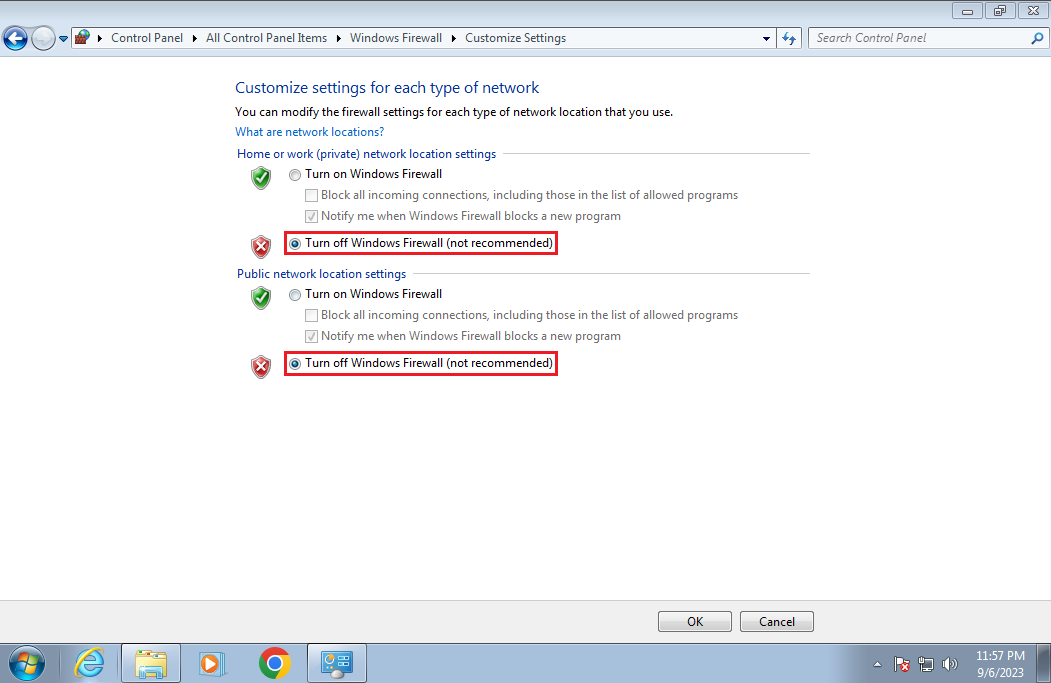 Control Panel All Control Panel Items Windows Firewall Customize Settings
Search Control Panel
Customize settings for each type of network
You can modify the firewall settings for each type of network location that you use.
What are network locations?
Home or work (private) network location settings
Turn on Windows Firewall
Block all incoming connections, including those in the list of allowed programs
Notify me when Windows Firewall blocks a new program
Turn off Windows Firewall (not recommended)
Public network location settings
Turn on Windows Firewall
Block all incoming connections, including those in the list of allowed programs
Notify me when Windows Firewall blocks a new program
Turn off Windows Firewall (not recommended)
OK Cancel
11:57 PM
9/6/2023